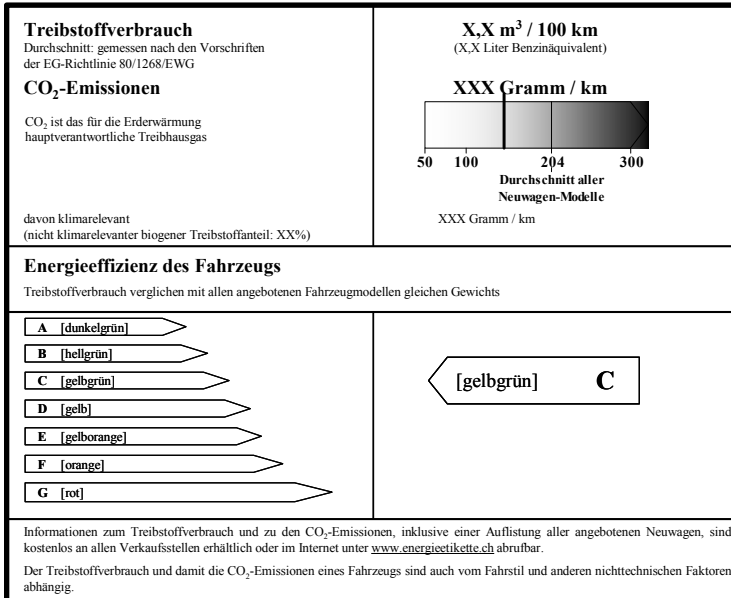 Treibstoffverbrauch
Durchschnitt: gemessen nach den Vorschriften
der EG-Richtlinie 80/1268/EWG
X,X m³ / 100 km
(X,X Liter Benzinäquivalent)
CO₂-Emissionen
XXX Gramm / km
CO₂ ist das für die Erderwärmung
hauptverantwortliche Treibhausgas
50 100 204 300
Durchschnitt aller
Neuwagen-Modelle
davon klimarelevant
(nicht klimarelevanter biogener Treibstoffanteil: XX%)
XXX Gramm / km
Energieeffizienz des Fahrzeugs
Treibstoffverbrauch verglichen mit allen angebotenen Fahrzeugmodellen gleichen Gewichts
A [dunkelgrün]
B [hellgrün]
C [gelbgrün]
D [gelb]
E [gelborange]
F [orange]
G [rot]
[gelbgrün] C
Informationen zum Treibstoffverbrauch und zu den CO₂-Emissionen, inklusive einer Auflistung aller angebotenen Neuwagen, sind
kostenlos an allen Verkaufsstellen erhältlich oder im Internet unter www.energieetikette.ch abrufbar.
Der Treibstoffverbrauch und damit die CO₂-Emissionen eines Fahrzeugs sind auch vom Fahrstil und anderen nichttechnischen Faktoren
abhängig.